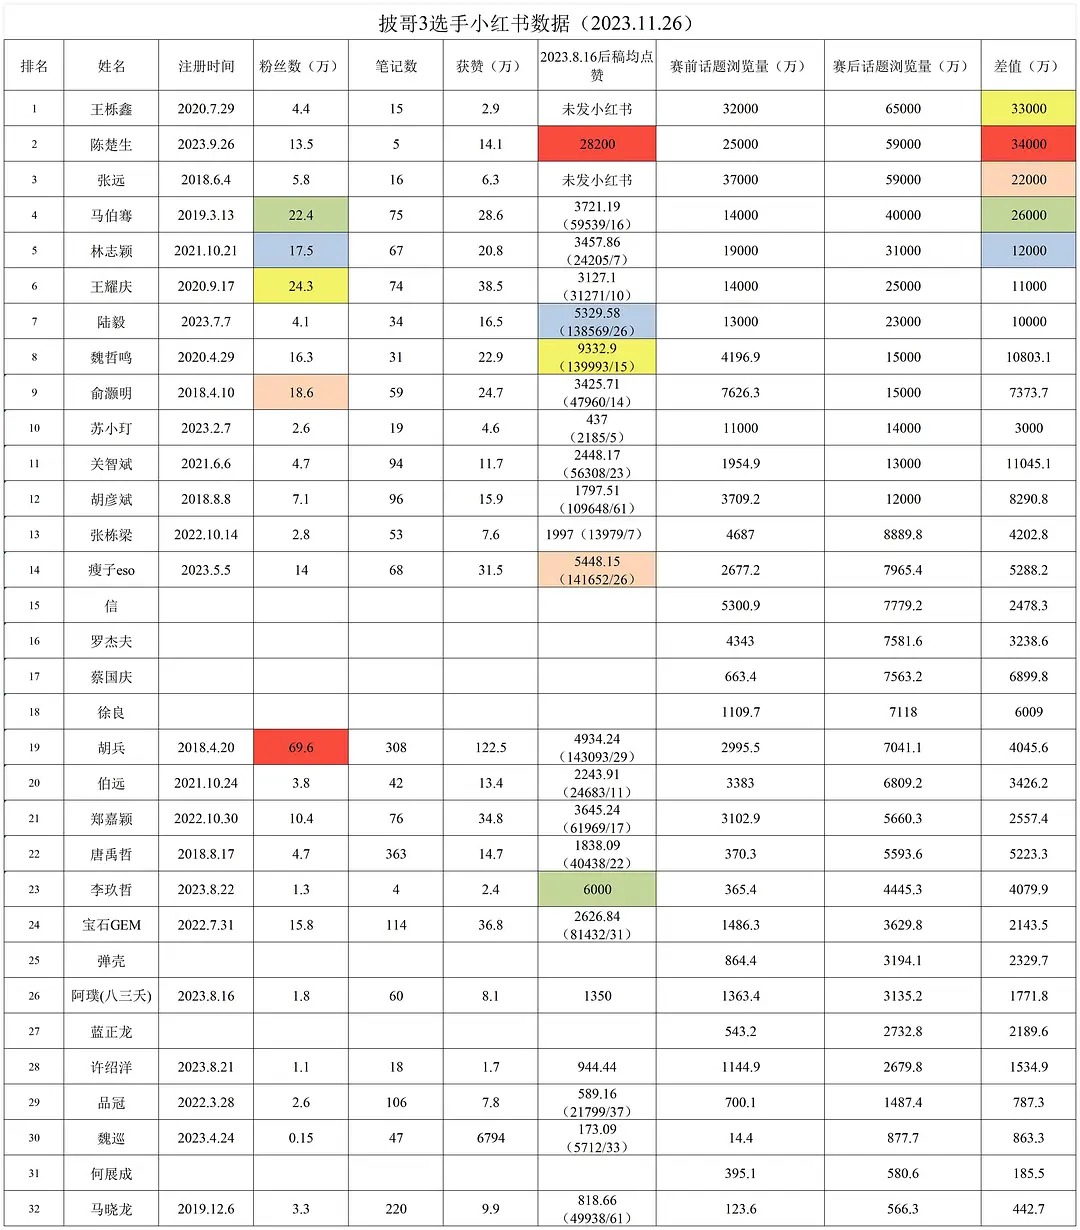 披哥3选手小红书数据（2023.11.26）
排名 姓名 注册时间 粉丝数（万） 笔记数 获赞（万） 2023.8.16后稿均点赞 赛前话题浏览量（万） 赛后话题浏览量（万） 差值（万）
1 王栎鑫 2020.7.29 4.4 15 2.9 未发小红书 32000 65000 33000
2 陈楚生 2023.9.26 13.5 5 14.1 28200 25000 59000 34000
3 张远 2018.6.4 5.8 16 6.3 未发小红书 37000 59000 22000
4 马伯骞 2019.3.13 22.4 75 28.6 3721.19（59539/16） 14000 40000 26000
5 林志颖 2021.10.21 17.5 67 20.8 3457.86（24205/7） 19000 31000 12000
6 王耀庆 2020.9.17 24.3 74 38.5 3127.1（31271/10） 14000 25000 11000
7 陆毅 2023.7.7 4.1 34 16.5 5329.58（138569/26） 13000 23000 10000
8 魏哲鸣 2020.4.29 16.3 31 22.9 9332.9（139993/15） 4196.9 15000 10803.1
9 俞灏明 2018.4.10 18.6 59 24.7 3425.71（47960/14） 7626.3 15000 7373.7
10 苏小玎 2023.2.7 2.6 19 4.6 437（2185/5） 11000 14000 3000
11 关智斌 2021.6.6 4.7 94 11.7 2448.17（56308/23） 1954.9 13000 11045.1
12 胡彦斌 2018.8.8 7.1 96 15.9 1797.51（109648/61） 3709.2 12000 8290.8
13 张栋梁 2022.10.14 2.8 53 7.6 1997（13979/7） 4687 8889.8 4202.8
14 瘦子eso 2023.5.5 14 68 31.5 5448.15（141652/26） 2677.2 7965.4 5288.2
15 信 5300.9 7779.2 2478.3
16 罗杰夫 4343 7581.6 3238.6
17 蔡国庆 663.4 7563.2 6899.8
18 徐良 1109.7 7118 6009
19 胡兵 2018.4.20 69.6 308 122.5 4934.24（143093/29） 2995.5 7041.1 4045.6
20 伯远 2021.10.24 3.8 42 13.4 2243.91（24683/11） 3383 6809.2 3426.2
21 郑嘉颖 2022.10.30 10.4 76 34.8 3645.24（61969/17） 3102.9 5660.3 2557.4
22 唐禹哲 2018.8.17 4.7 363 14.7 1838.09（40438/22） 370.3 5593.6 5223.3
23 李玖哲 2023.8.22 1.3 4 2.4 6000 365.4 4445.3 4079.9
24 宝石GEM 2022.7.31 15.8 114 36.8 2626.84（81432/31） 1486.3 3629.8 2143.5
25 弹壳 864.4 3194.1 2329.7
26 阿璞(八三夭) 2023.8.16 1.8 60 8.1 1350 1363.4 3135.2 1771.8
27 蓝正龙 543.2 2732.8 2189.6
28 许绍洋 2023.8.21 1.1 18 1.7 944.44 1144.9 2679.8 1534.9
29 品冠 2022.3.28 2.6 106 7.8 589.16（21799/37） 700.1 1487.4 787.3
30 魏巡 2023.4.24 0.15 47 6794 173.09（5712/33） 14.4 877.7 863.3
31 何展成 395.1 580.6 185.5
32 马晓龙 2019.12.6 3.3 220 9.9 818.66（49938/61） 123.6 566.3 442.7